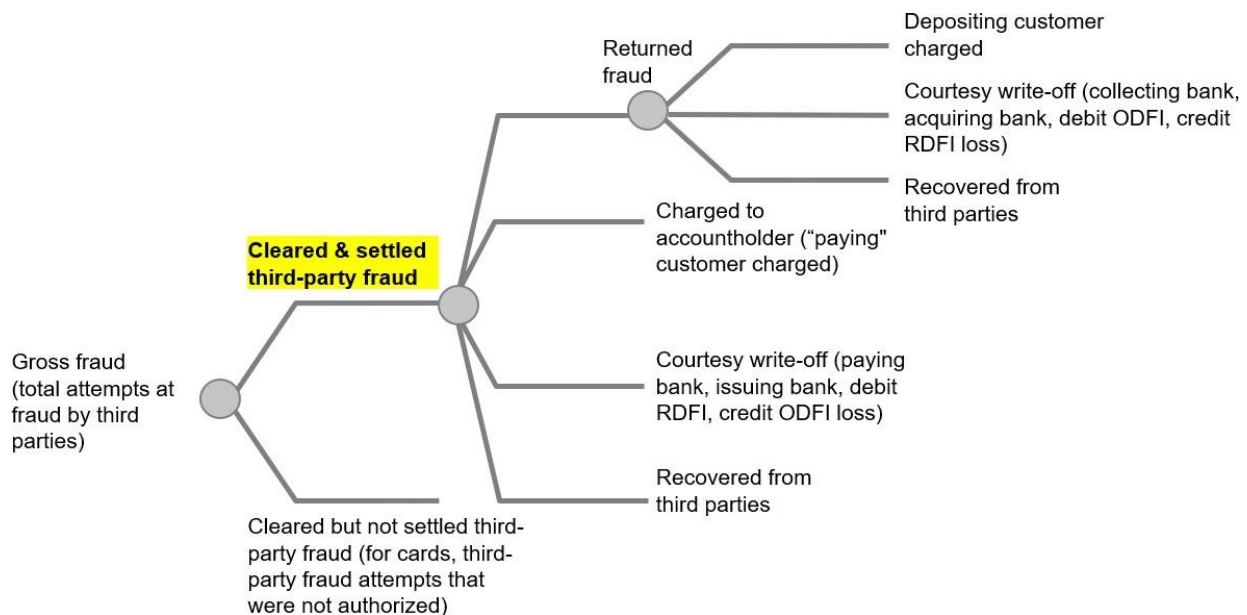 Depositing customer
charged
Returned
fraud
Courtesy write-off (collecting bank,
acquiring bank, debit ODFI, credit
RDFI loss)
Recovered from
third parties
Charged to
accountholder (“paying"
customer charged)
Cleared & settled
third-party fraud
Gross fraud
(total attempts at
fraud by third
parties)
Courtesy write-off (paying
bank, issuing bank, debit
RDFI, credit ODFI loss)
Recovered from
third parties
Cleared but not settled third-
party fraud (for cards, third-
party fraud attempts that
were not authorized)